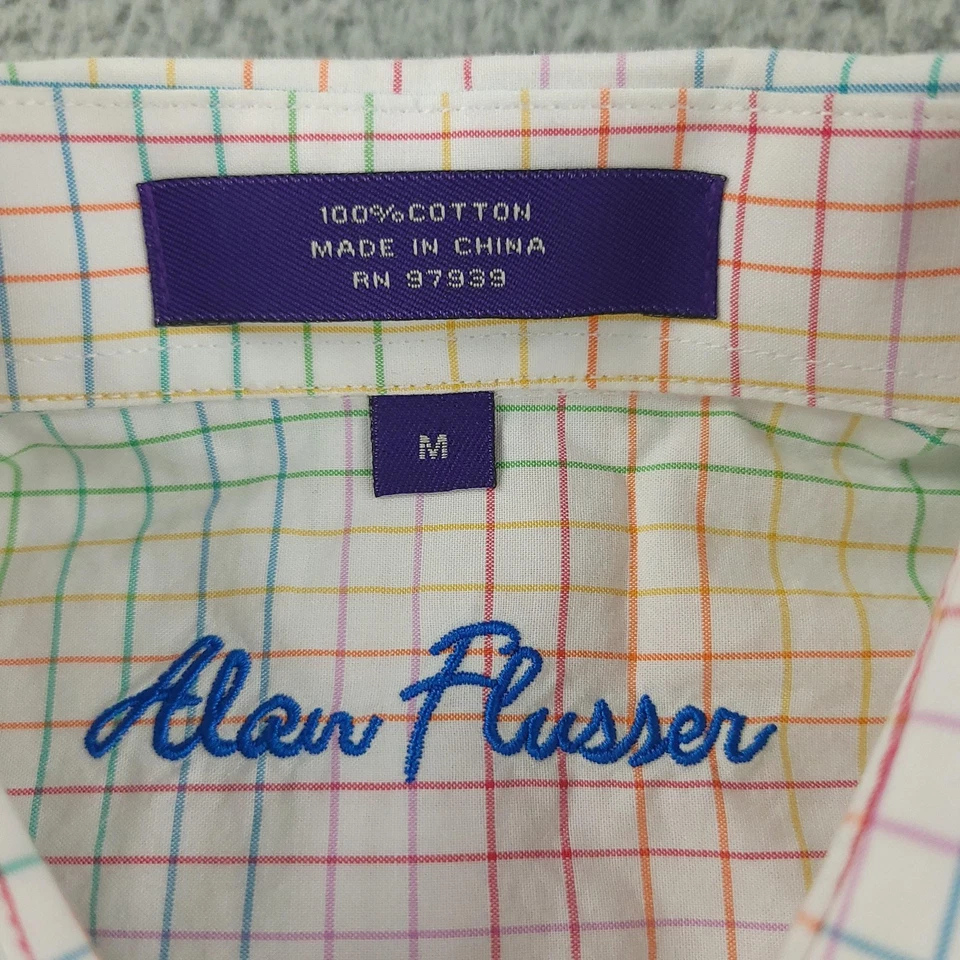 100%COTTON
MADE IN CHINA
RN 97939
M
Alan Flusser